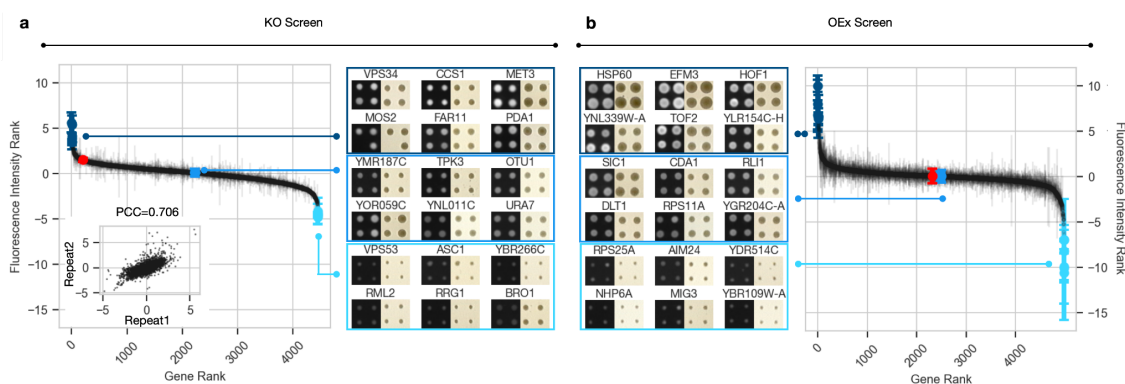 a
KO Screen
10
5
0
−5
−10
−15
Fluorescence Intensity Rank
0
1000
2000
3000
4000
Gene Rank
PCC=0.706
5
0
−5
Repeat2
−5
0
5
Repeat1
VPS34 CCS1 MET3
MOS2 FAR11 PDA1
YMR187C TPK3 OTU1
YOR059C YNL011C URA7
VPS53 ASC1 YBR266C
RML2 RRG1 BRO1
b
OEx Screen
HSP60 EFM3 HOF1
YNL339W-A TOF2 YLR154C-H
SIC1 CDA1 RLI1
DLT1 RPS11A YGR204C-A
RPS25A AIM24 YDR514C
NHP6A MIG3 YBR109W-A
10
5
0
−5
−10
−15
Fluorescence Intensity Rank
0
1000
2000
3000
4000
Gene Rank